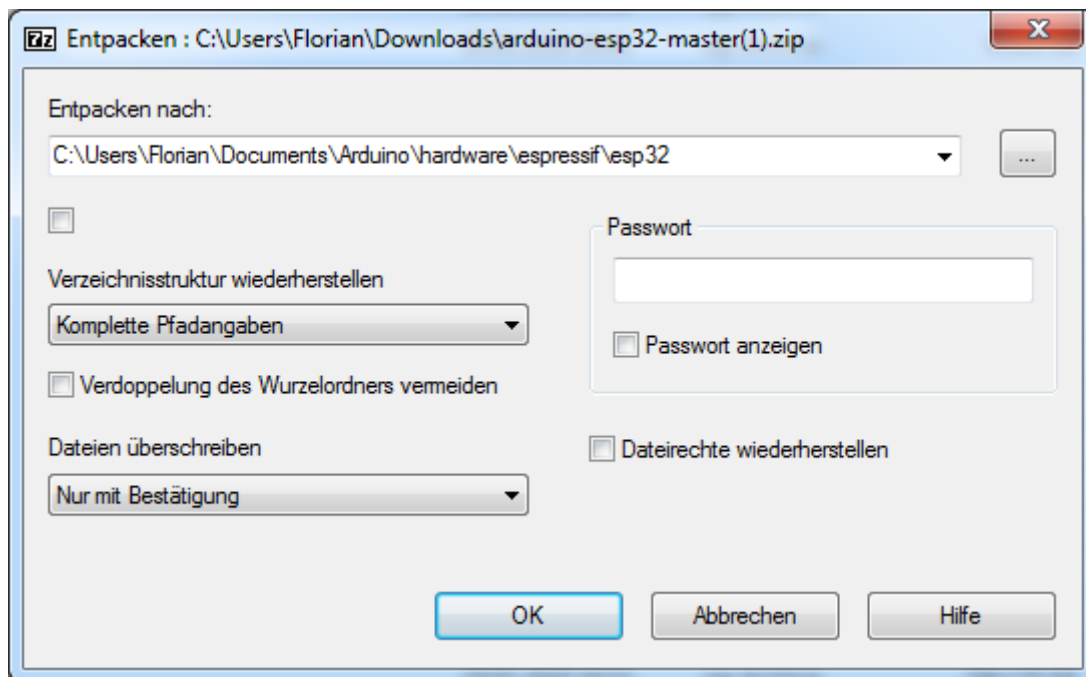 7z Entpacken : C:\Users\Florian\Downloads\arduino-esp32-master(1).zip
Entpacken nach:
C:\Users\Florian\Documents\Arduino\hardware\espressif\esp32
...
Passwort
Verzeichnisstruktur wiederherstellen
Komplette Pfadangaben
Passwort anzeigen
Verdoppelung des Wurzelordners vermeiden
Dateien überschreiben
Dateirechte wiederherstellen
Nur mit Bestätigung
OK
Abbrechen
Hilfe